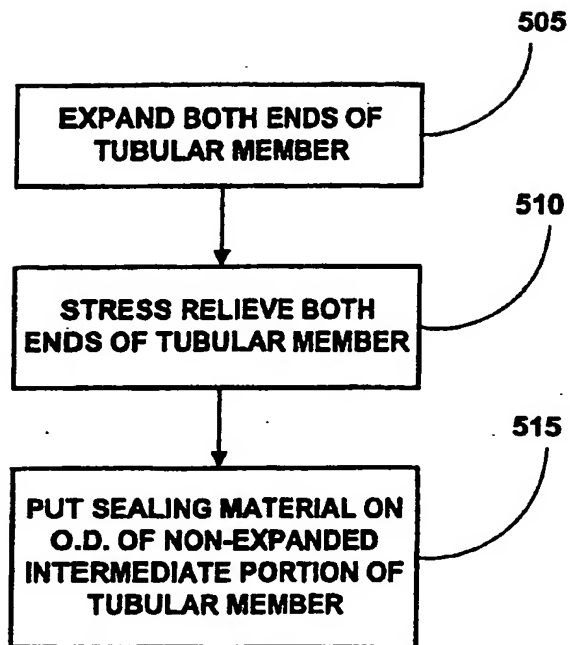 505
EXPAND BOTH ENDS OF
TUBULAR MEMBER
510
STRESS RELIEVE BOTH
ENDS OF TUBULAR MEMBER
515
PUT SEALING MATERIAL ON
O.D. OF NON-EXPANDED
INTERMEDIATE PORTION OF
TUBULAR MEMBER